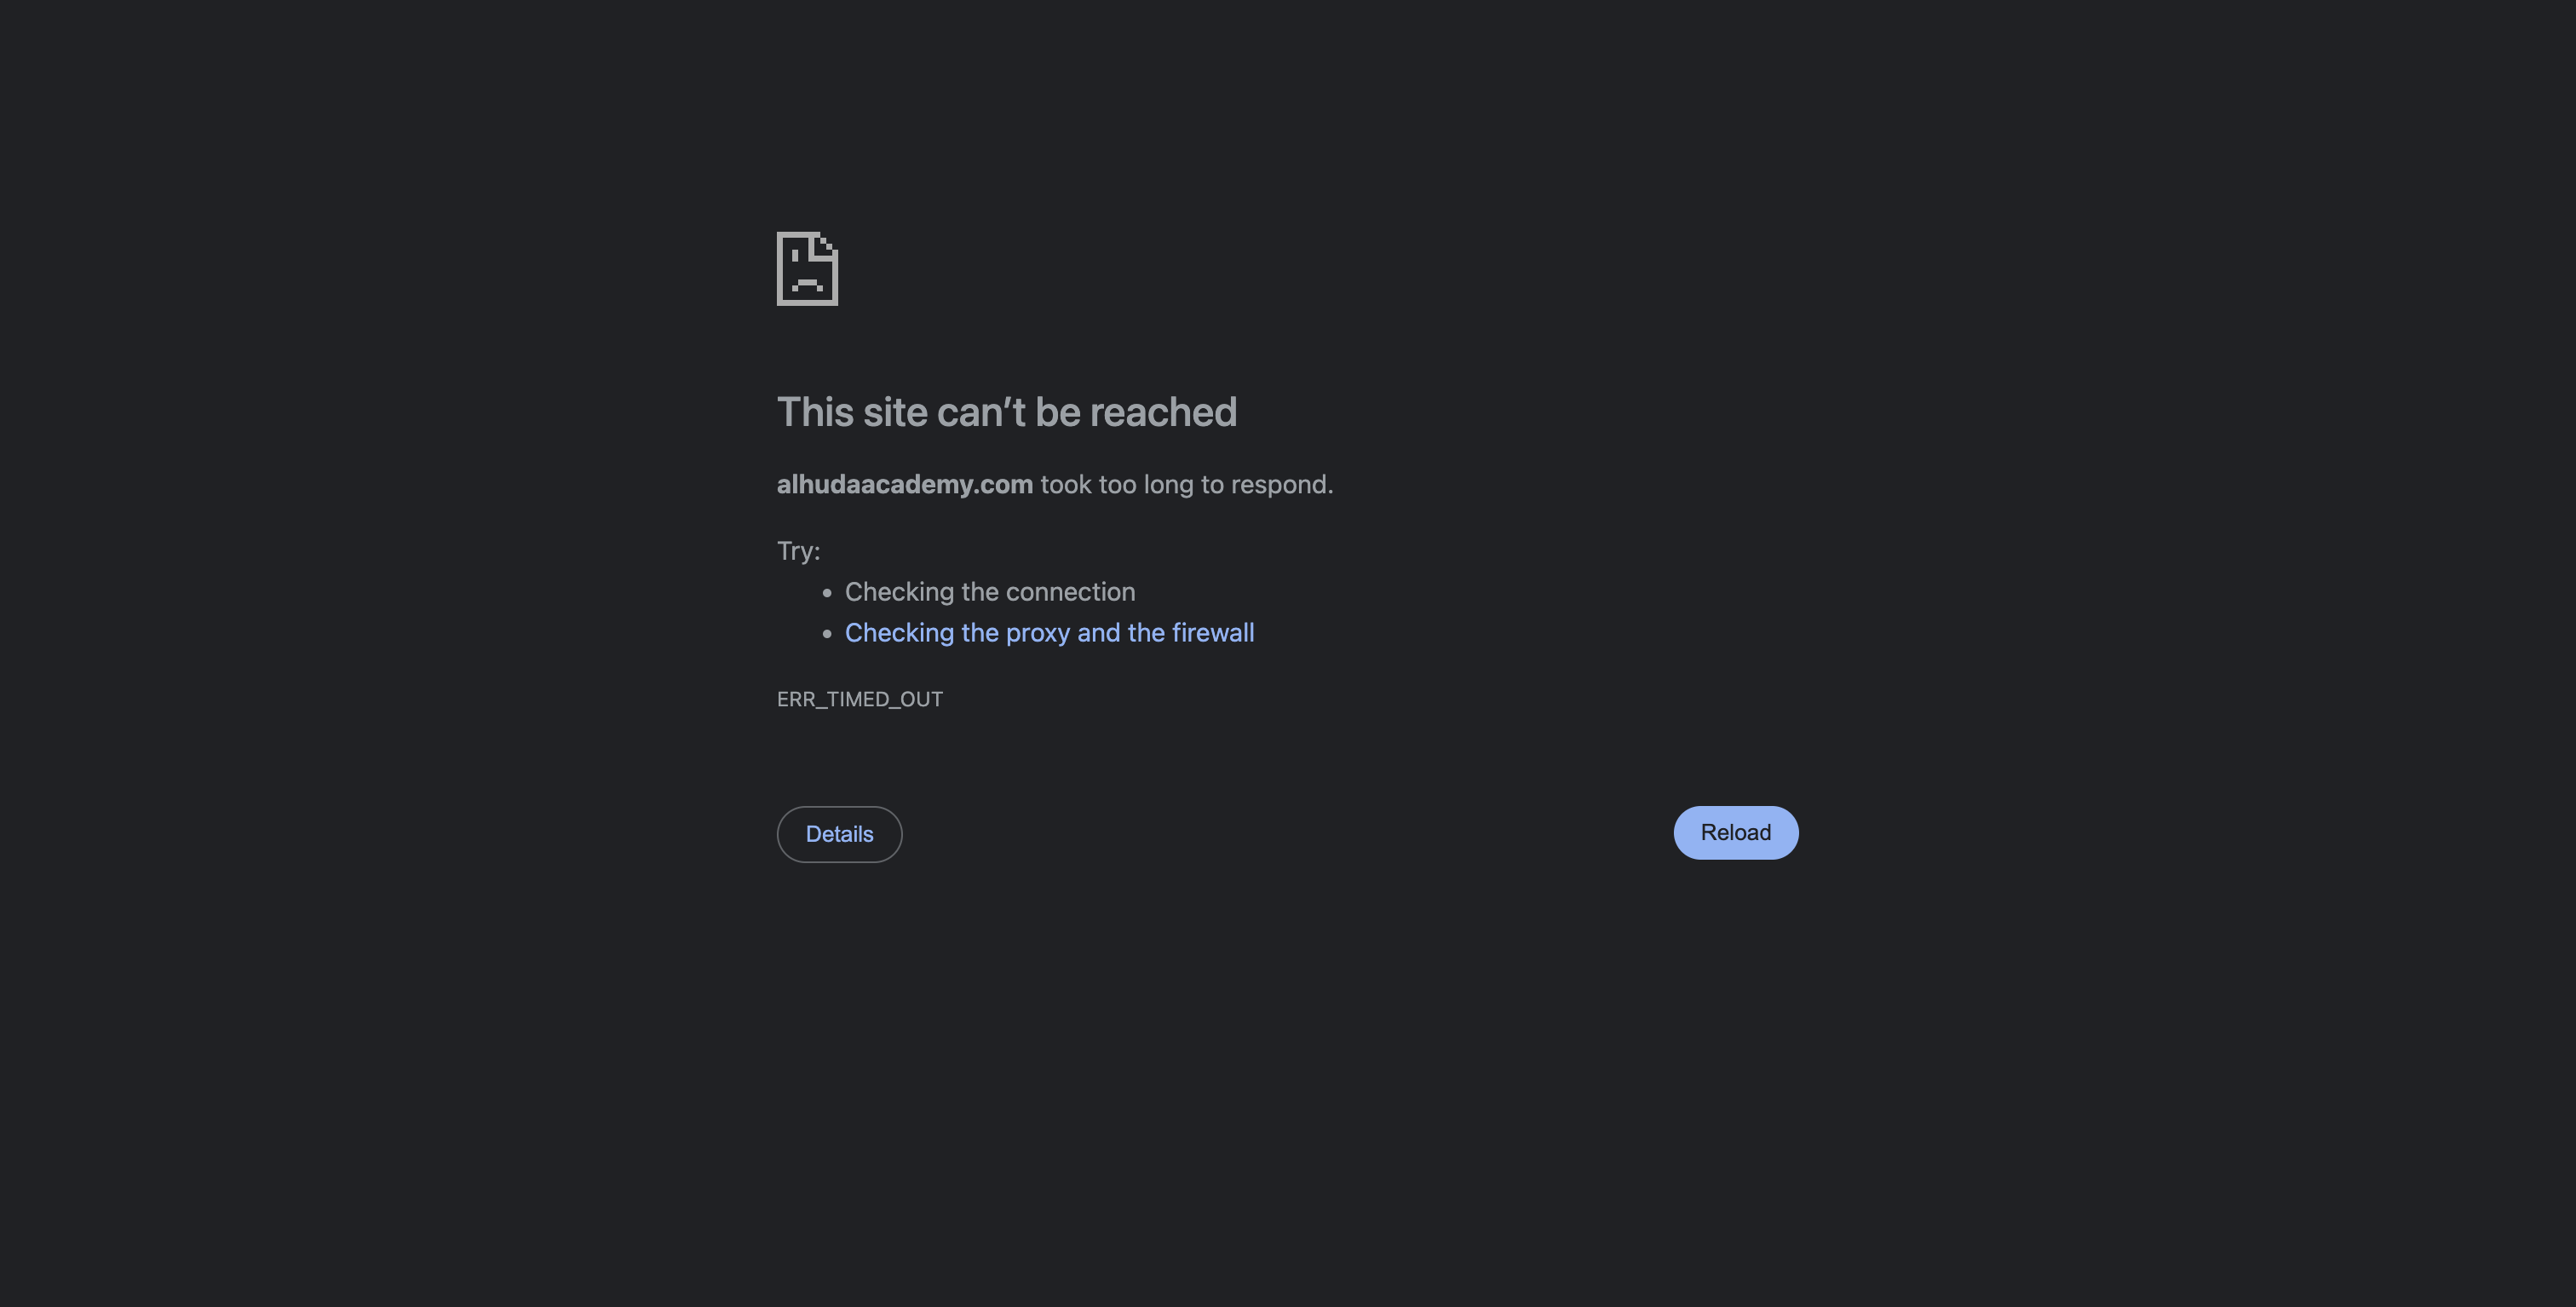 This site can’t be reached
alhudaacademy.com took too long to respond.
Try:
• Checking the connection
• Checking the proxy and the firewall
ERR_TIMED_OUT
Details
Reload